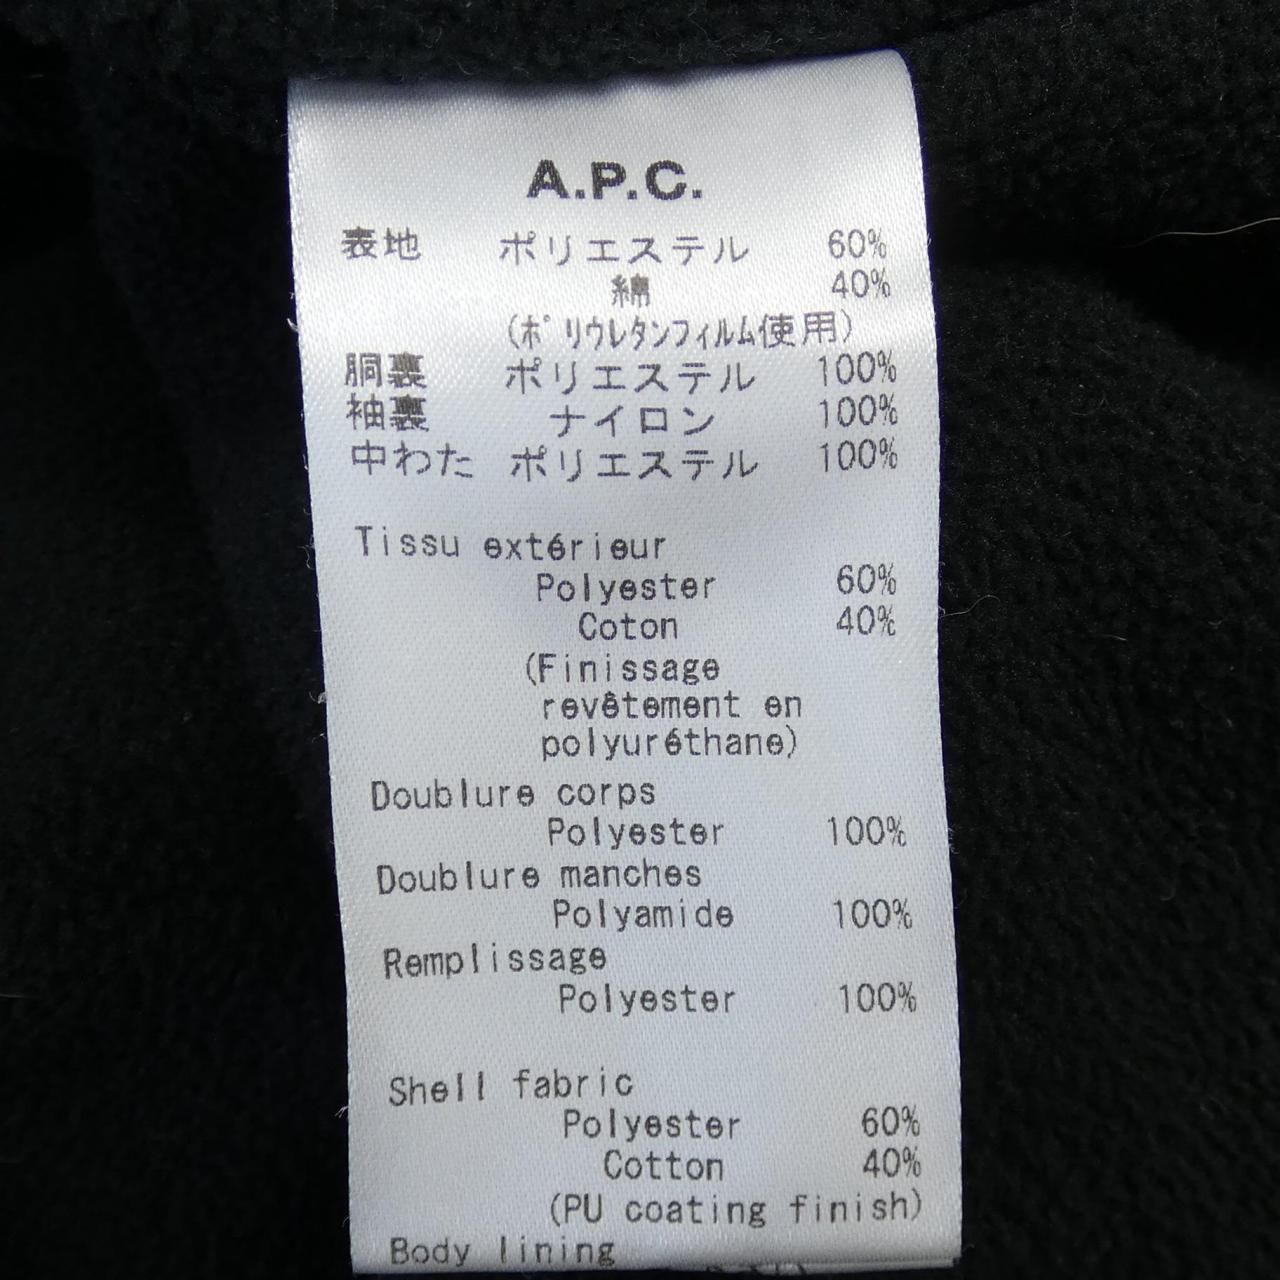 A.P.C.
表地 ポリエステル 60%
綿 40%
(ポリウレタンフィルム使用)
胴裏 ポリエステル 100%
袖裏 ナイロン 100%
中わた ポリエステル 100%
Tissu extérieur
Polyester 60%
Coton 40%
(Finissage
revêtement en
polyuréthane)
Doublure corps
Polyester 100%
Doublure manches
Polyamide 100%
Remplissage
Polyester 100%
Shell fabric
Polyester 60%
Cotton 40%
(PU coating finish)
Body lining